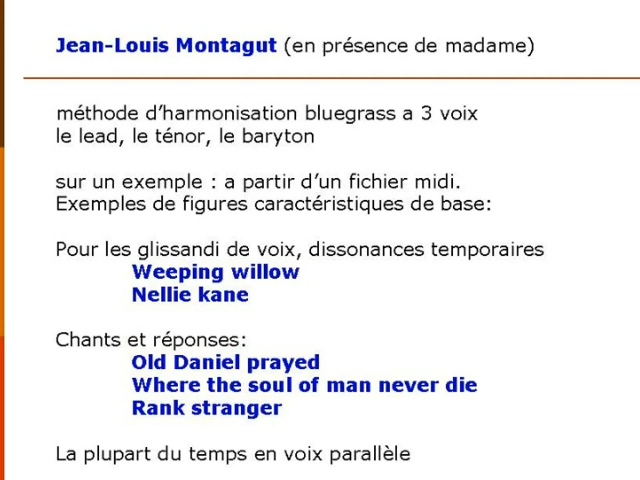 Jean-Louis Montagut (en présence de madame)
méthode d'harmonisation bluegrass a 3 voix
le lead, le ténor, le baryton
sur un exemple : a partir d'un fichier midi.
Exemples de figures caractéristiques de base:
Pour les glissandi de voix, dissonances temporaires
Weeping willow
Nellie kane
Chants et réponses:
Old Daniel prayed
Where the soul of man never die
Rank stranger
La plupart du temps en voix parallèle